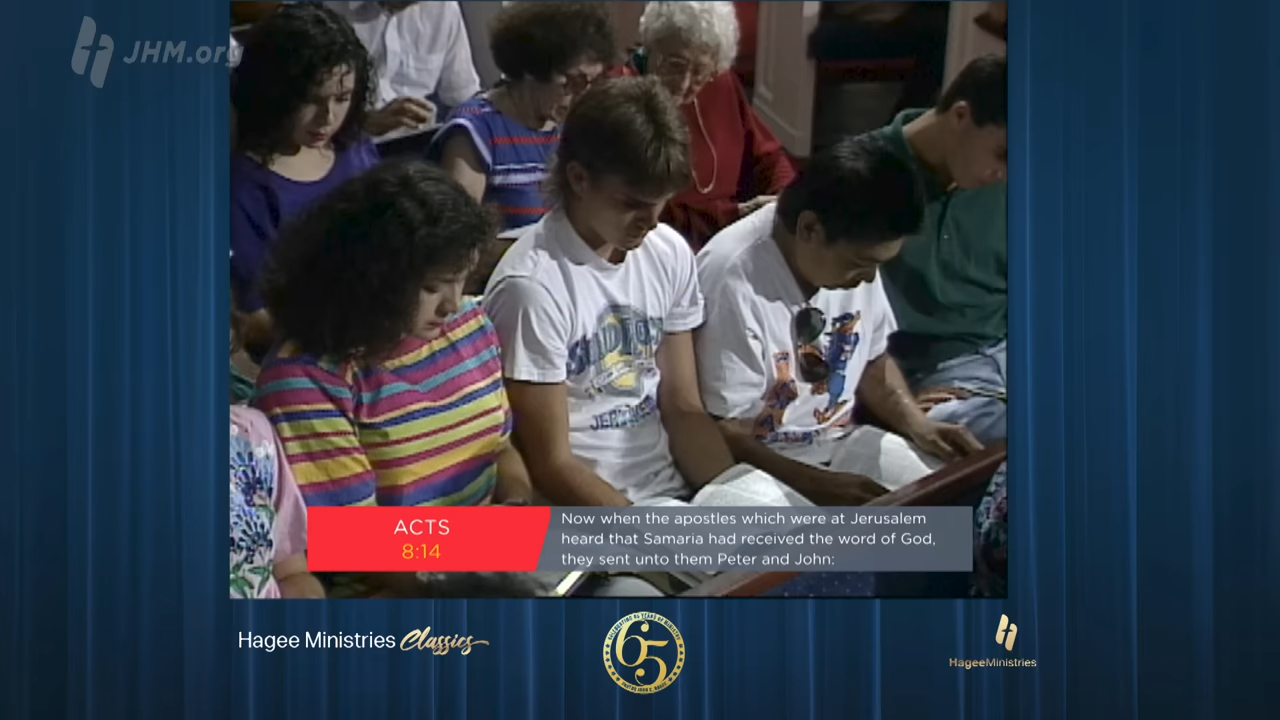 JHM.org
ACTS
8:14
Now when the apostles which were at Jerusalem
heard that Samaria had received the word of God,
they sent unto them Peter and John:
Hagee Ministries Classics
65
HageeMinistries